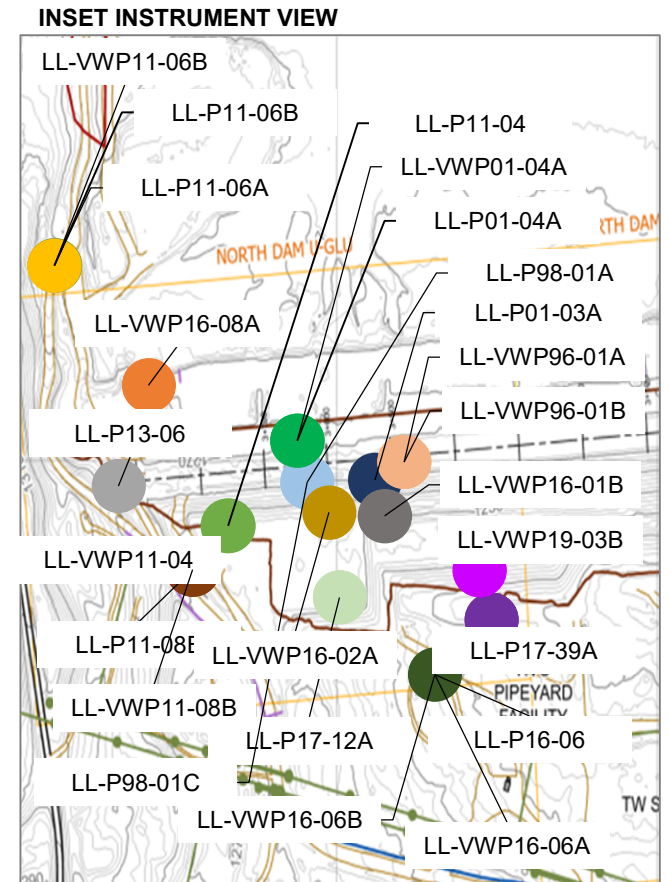 INSET INSTRUMENT VIEW
LL-VWP11-06B
LL-P11-06B
LL-P11-04
LL-VWP01-04A
LL-P11-06A
LL-P01-04A
NORTH DAM U-GLU
RTH DAM
LL-P98-01A
LL-P01-03A
LL-VWP16-08A
LL-VWP96-01A
LL-VWP96-01B
LL-P13-06
1270
LL-VWP16-01B
LL-VWP19-03B
LL-VWP11-04
LL-P11-08B
LL-VWP16-02A
LL-P17-39A
PIPEYARD
FACILITY
LL-VWP11-08B
LL-P17-12A
LL-P16-06
LL-P98-01C
TW S
LL-VWP16-06B
LL-VWP16-06A